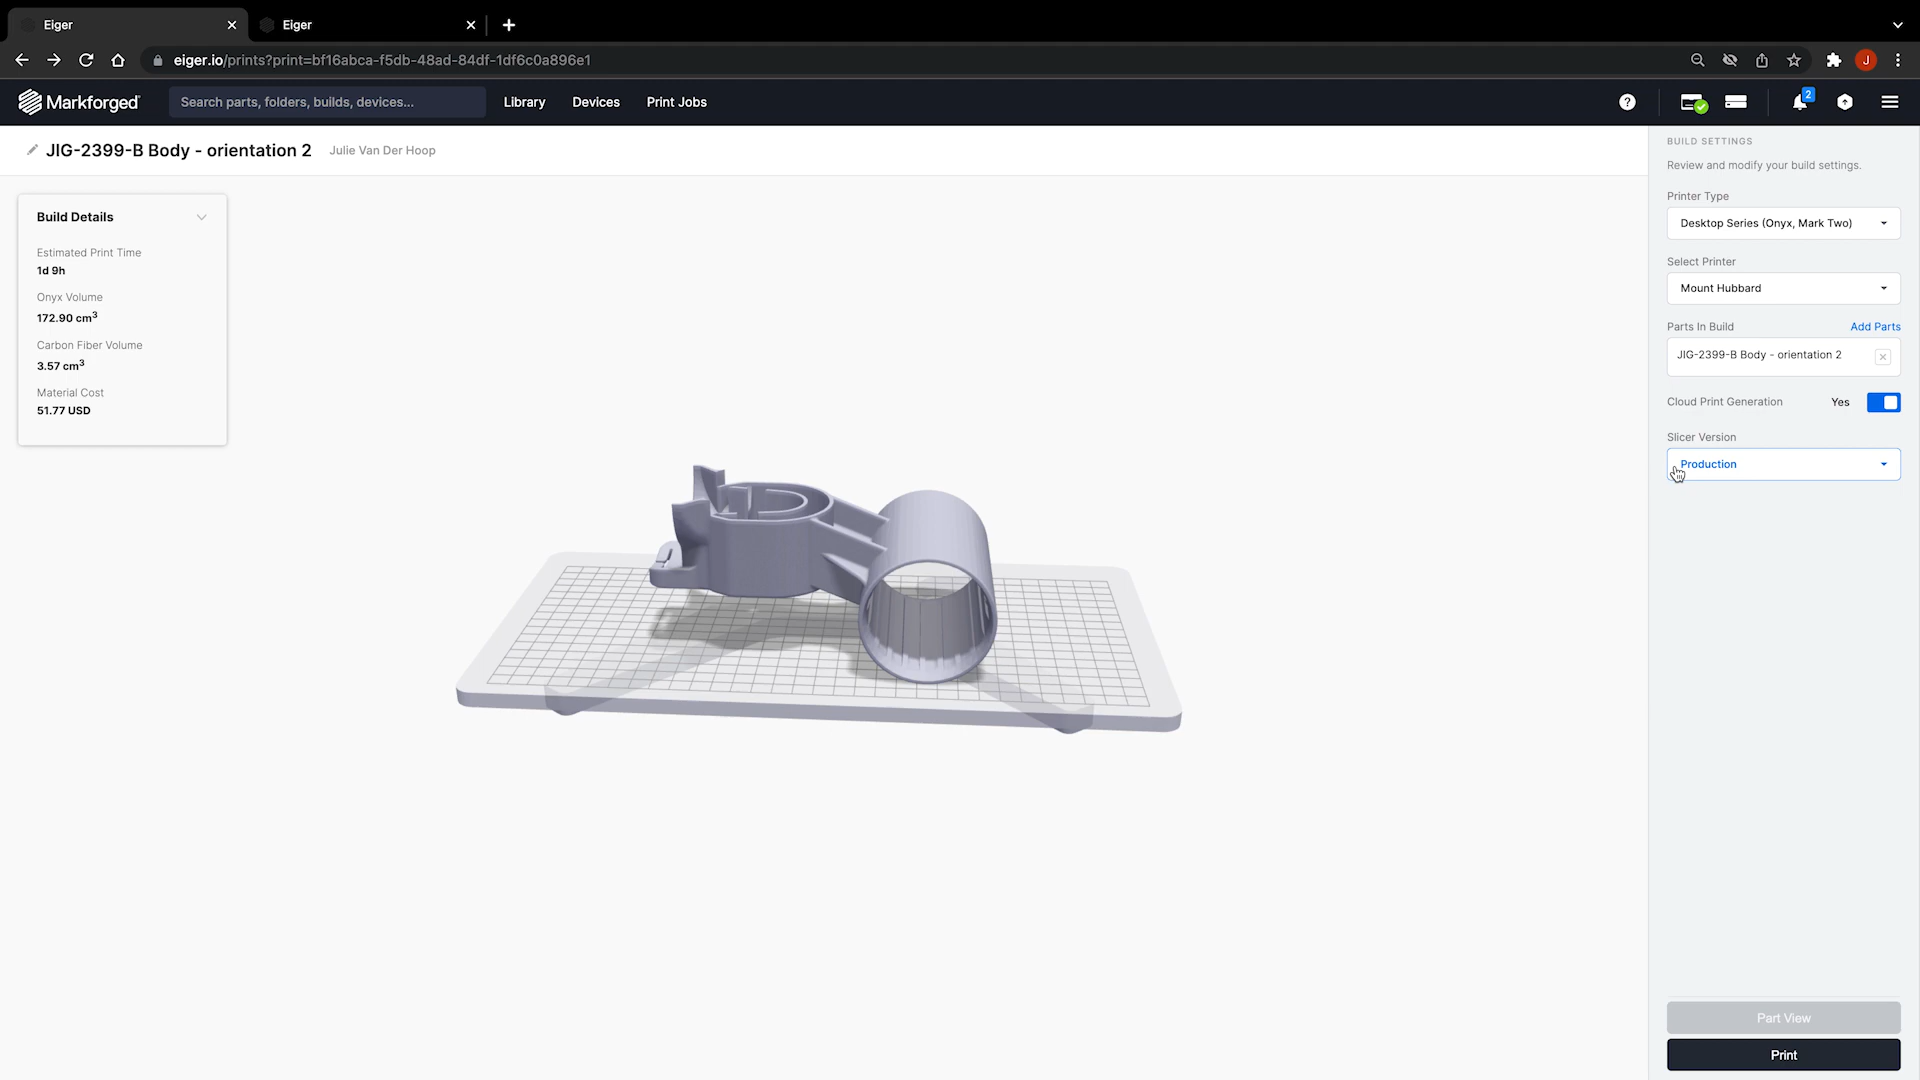 Eiger
Eiger
eiger.io/prints?print=bf16abca-f5db-48ad-84df-1df6c0a896e1
J
Markforged
Search parts, folders, builds, devices...
Library
Devices
Print Jobs
2
JIG-2399-B Body - orientation 2
Julie Van Der Hoop
Build Details
Estimated Print Time
1d 9h
Onyx Volume
172.90 cm³
Carbon Fiber Volume
3.57 cm³
Material Cost
51.77 USD
BUILD SETTINGS
Review and modify your build settings.
Printer Type
Desktop Series (Onyx, Mark Two)
Select Printer
Mount Hubbard
Parts In Build
Add Parts
JIG-2399-B Body - orientation 2
Cloud Print Generation
Yes
Slicer Version
Production
Part View
Print